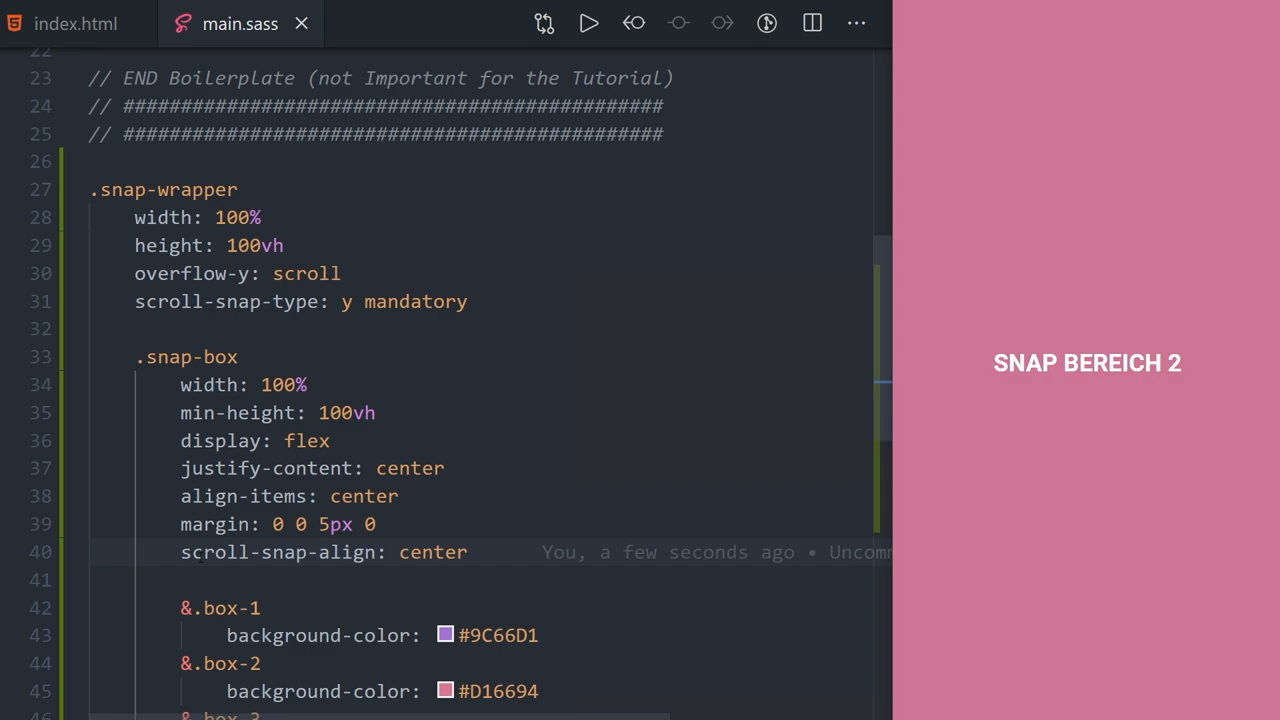 index.html
main.sass
22
23 // END Boilerplate (not Important for the Tutorial)
24 // ###############################################
25 // ###############################################
26
27 .snap-wrapper
28 width: 100%
29 height: 100vh
30 overflow-y: scroll
31 scroll-snap-type: y mandatory
32
33 .snap-box
34 width: 100%
35 min-height: 100vh
36 display: flex
37 justify-content: center
38 align-items: center
39 margin: 0 0 5px 0
40 scroll-snap-align: center You, a few seconds ago • Uncomm
41
42 &.box-1
43 background-color: #9C66D1
44 &.box-2
45 background-color: #D16694
46 &.box-3
SNAP BEREICH 2